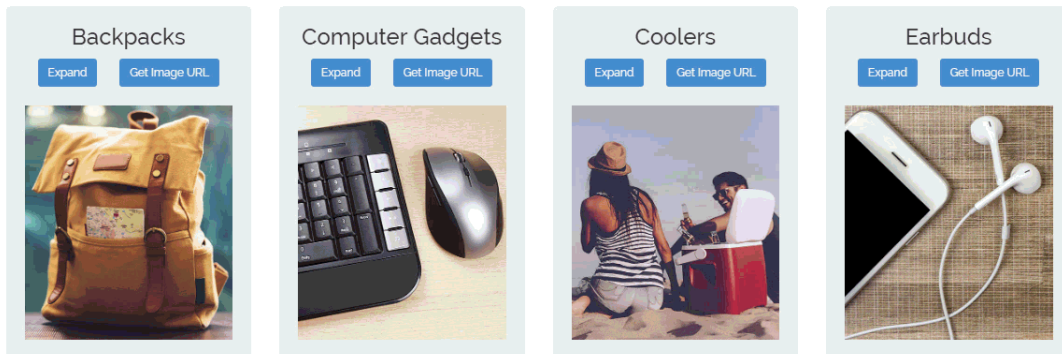 Backpacks
Expand
Get Image URL
Computer Gadgets
Expand
Get Image URL
Coolers
Expand
Get Image URL
Earbuds
Expand
Get Image URL